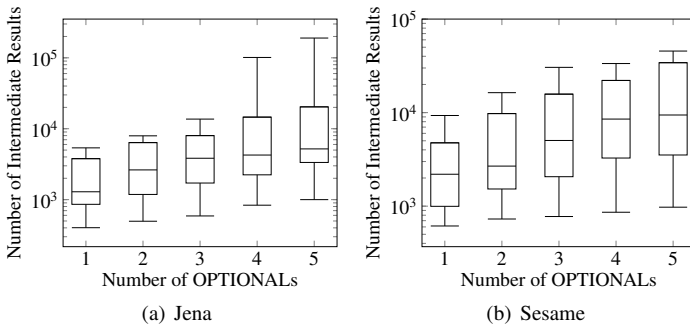 Number of Intermediate Results
10^5
10^4
10^3
1 2 3 4 5
Number of OPTIONALs
(a) Jena
Number of Intermediate Results
10^5
10^4
10^3
1 2 3 4 5
Number of OPTIONALs
(b) Sesame